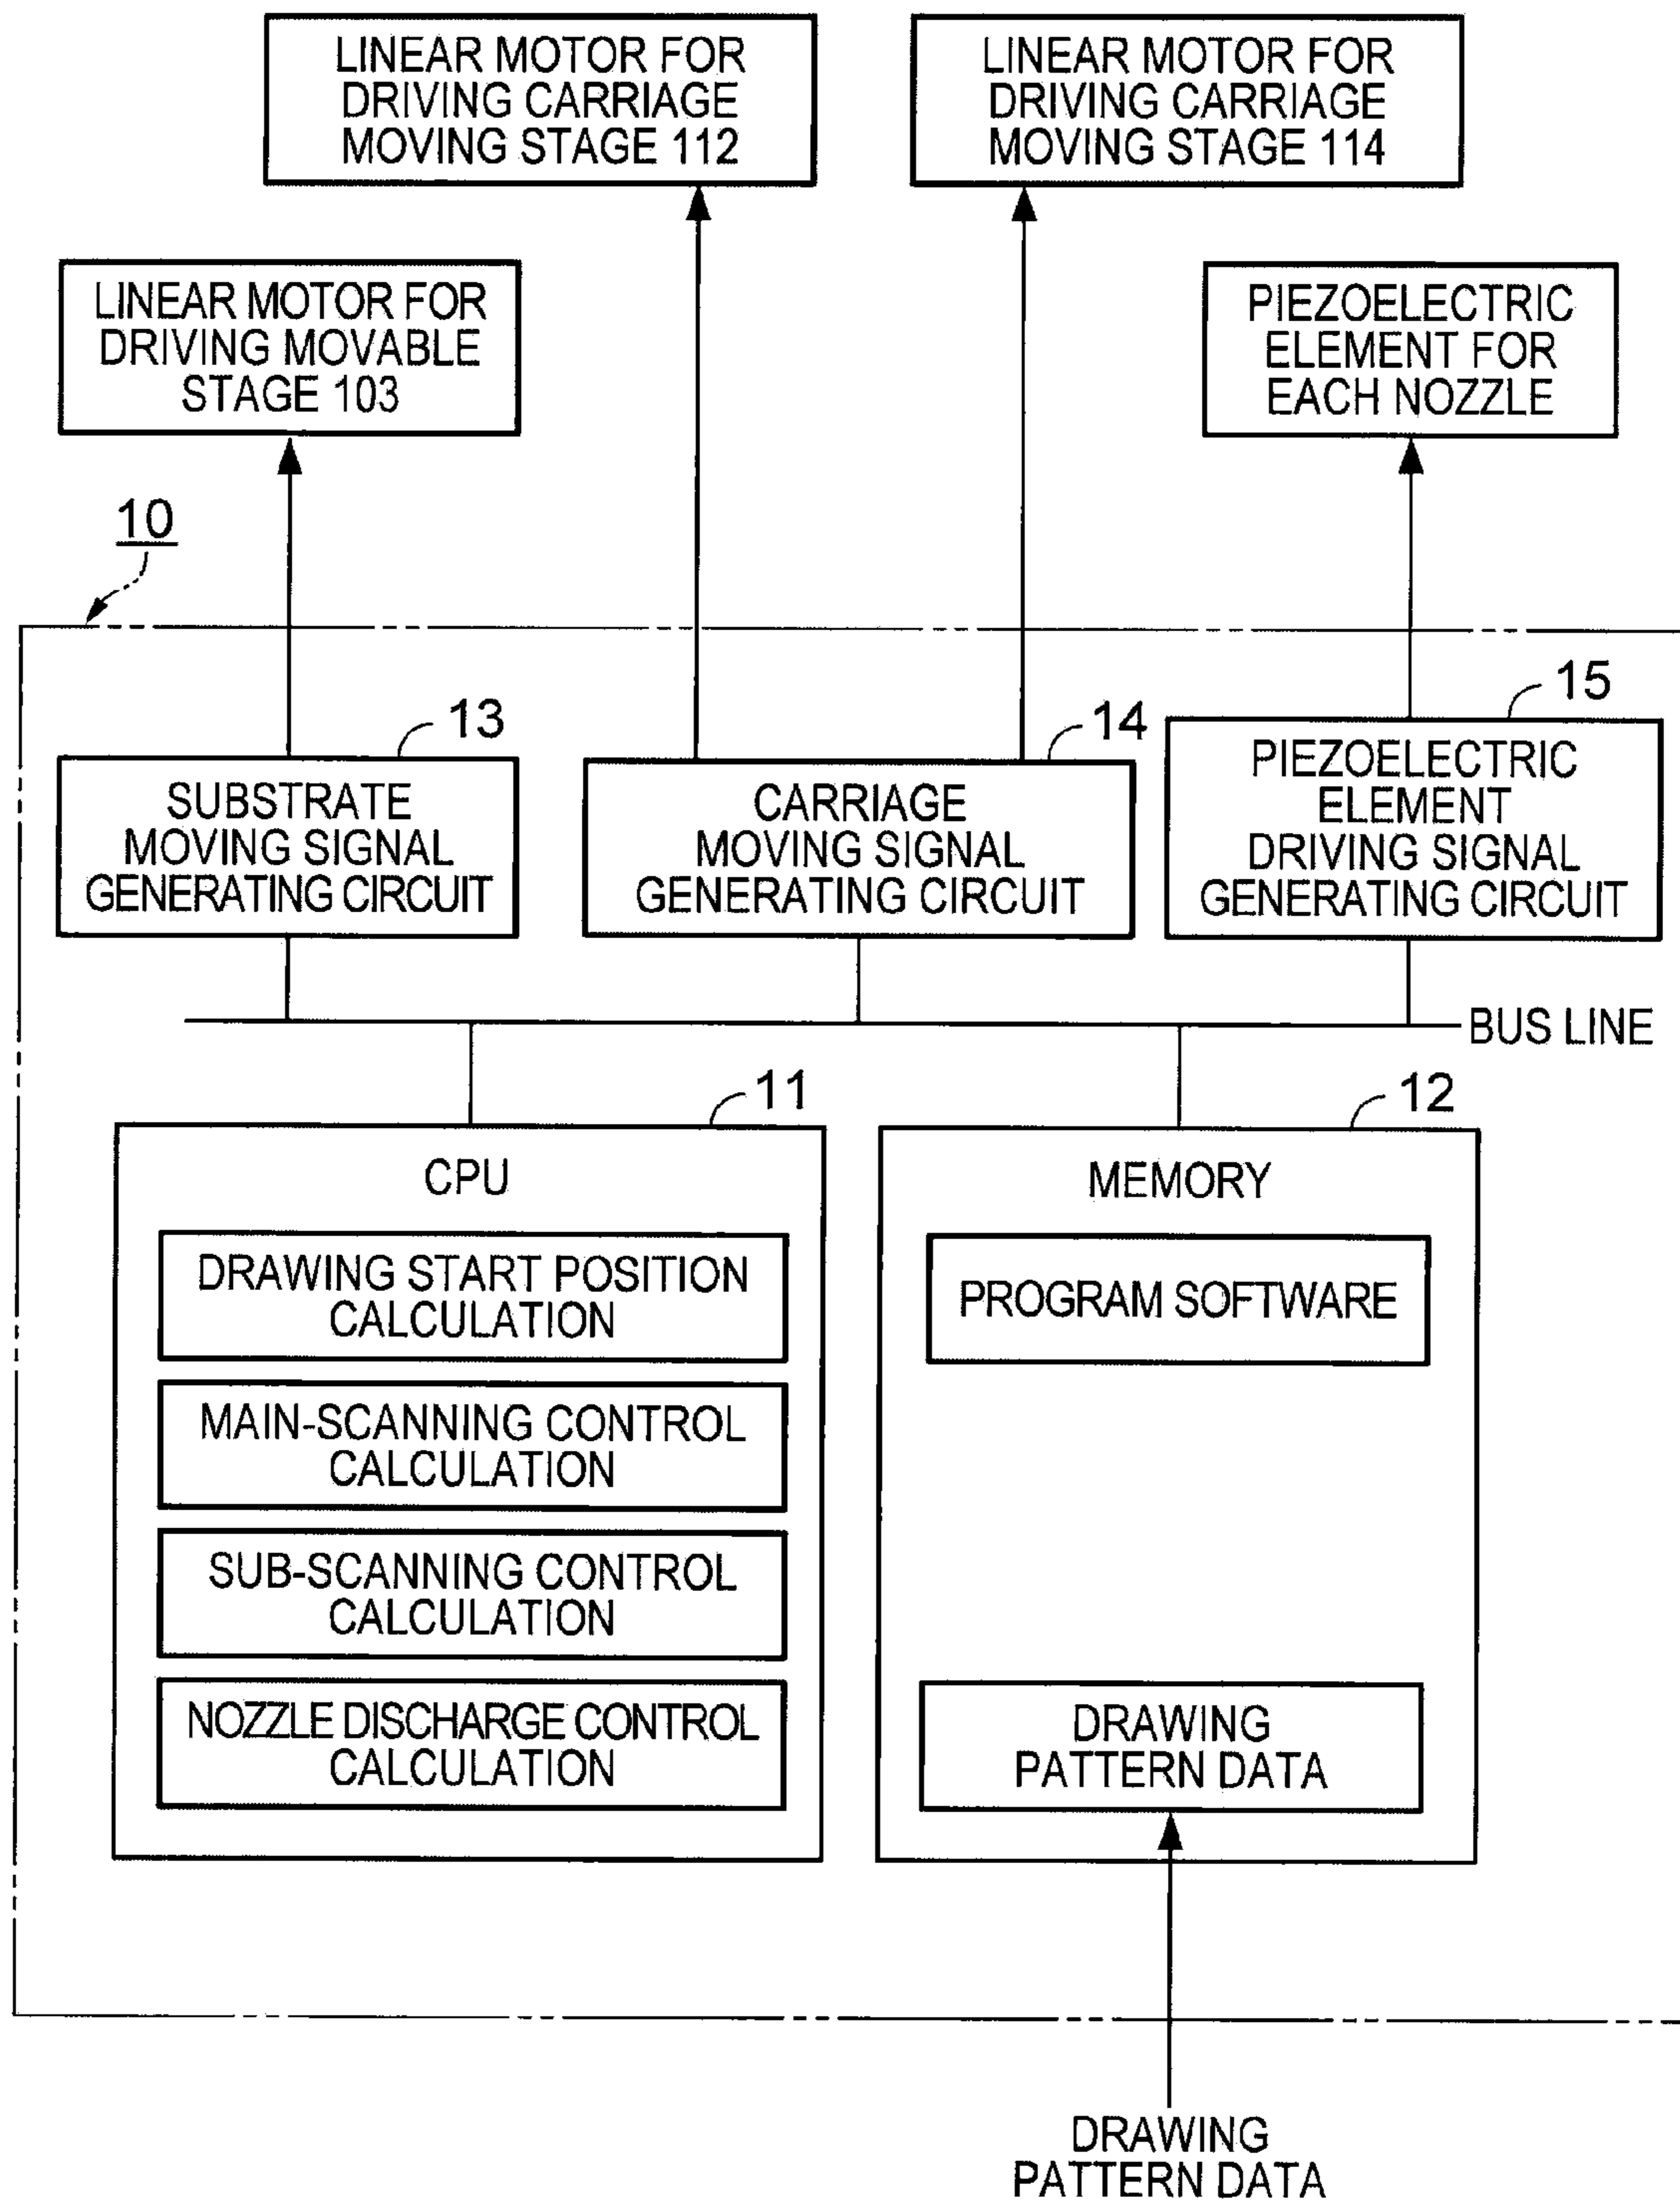 LINEAR MOTOR FOR
DRIVING CARRIAGE
MOVING STAGE 112
LINEAR MOTOR FOR
DRIVING CARRIAGE
MOVING STAGE 114
LINEAR MOTOR FOR
DRIVING MOVABLE
STAGE 103
PIEZOELECTRIC
ELEMENT FOR
EACH NOZZLE
10
13
SUBSTRATE
MOVING SIGNAL
GENERATING CIRCUIT
14
CARRIAGE
MOVING SIGNAL
GENERATING CIRCUIT
15
PIEZOELECTRIC
ELEMENT
DRIVING SIGNAL
GENERATING CIRCUIT
BUS LINE
11
CPU
DRAWING START POSITION
CALCULATION
MAIN-SCANNING CONTROL
CALCULATION
SUB-SCANNING CONTROL
CALCULATION
NOZZLE DISCHARGE CONTROL
CALCULATION
12
MEMORY
PROGRAM SOFTWARE
DRAWING
PATTERN DATA
DRAWING
PATTERN DATA